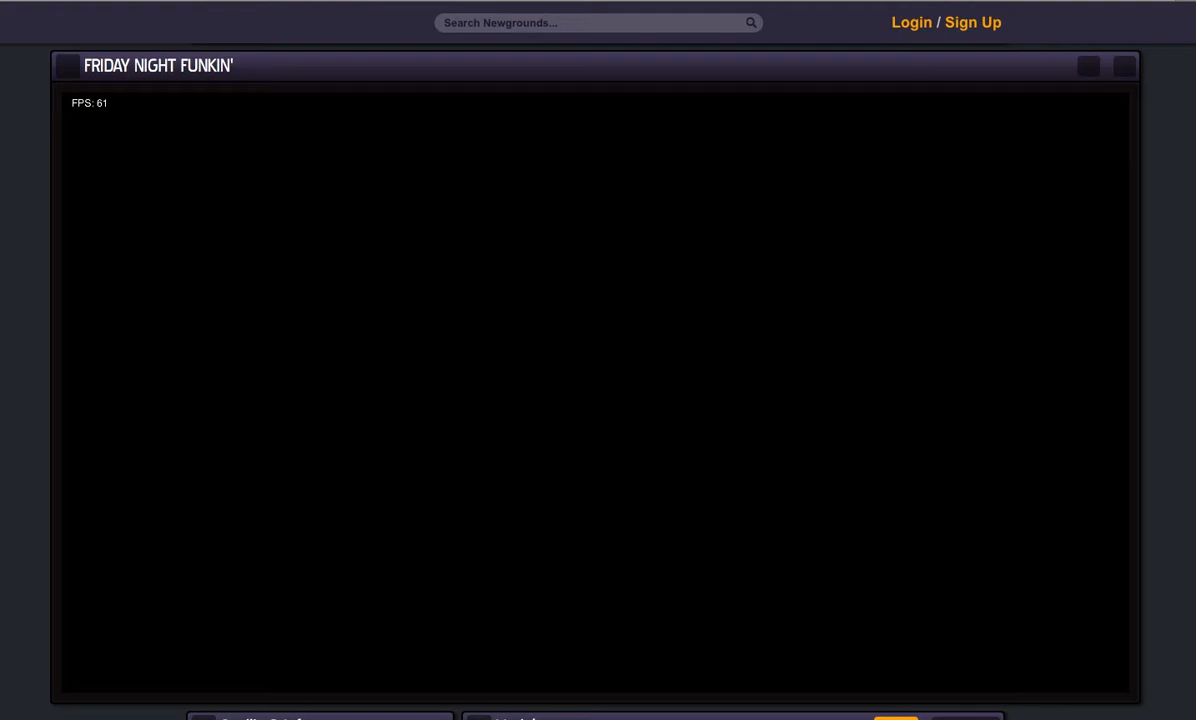 Search Newgrounds...
Login / Sign Up
FRIDAY NIGHT FUNKIN'
FPS: 61